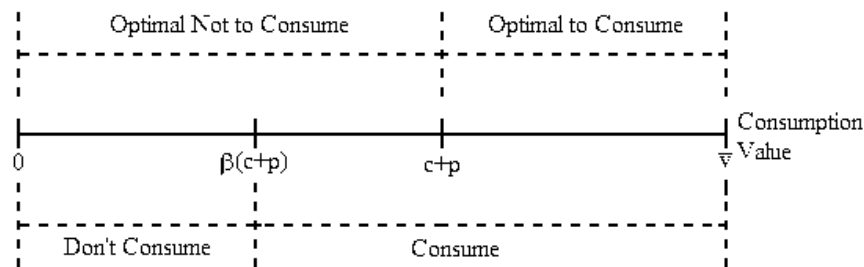 Optimal Not to Consume
Optimal to Consume
Consumption
Value
0
β(c+p)
c+p
v̅
Don't Consume
Consume